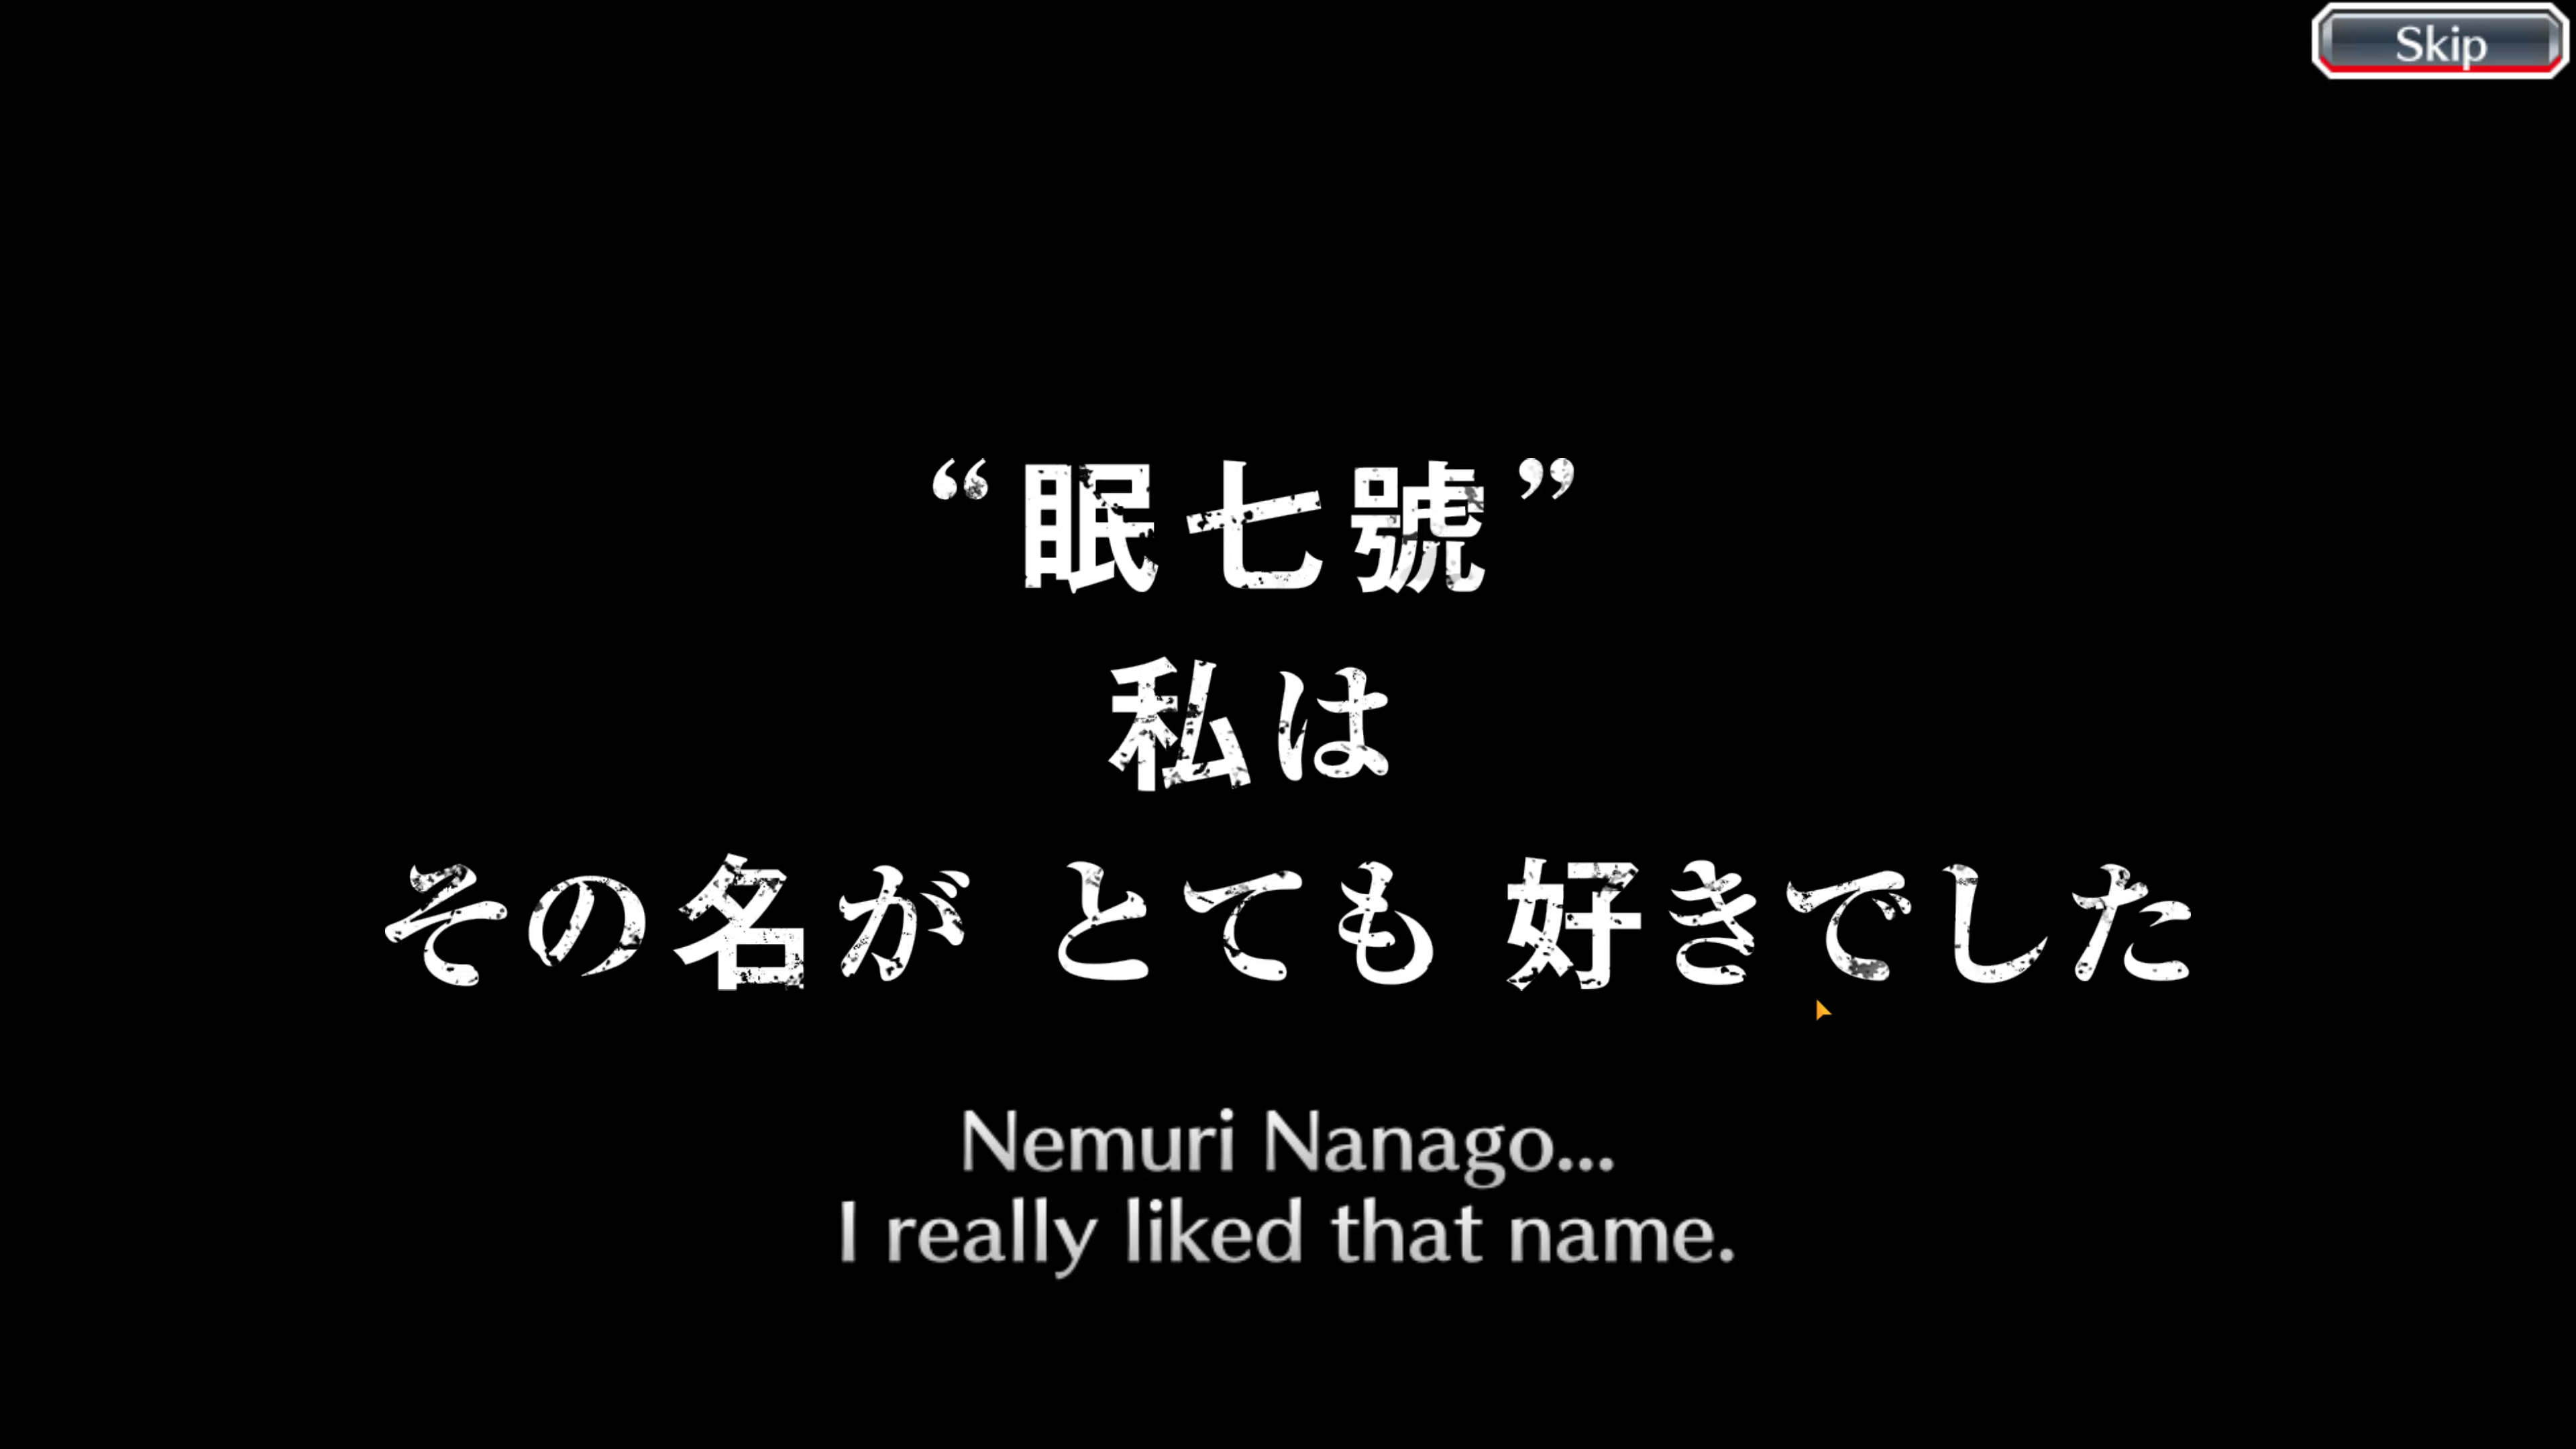 Skip
“眠七號”
私は
その名が とても 好きでした
Nemuri Nanago...
I really liked that name.